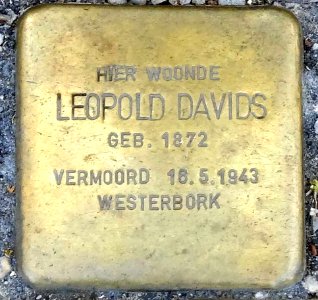 HIER WOONDE
LEOPOLD DAVIDS
GEB. 1872
VERMOORD 16.5.1943
WESTERBORK